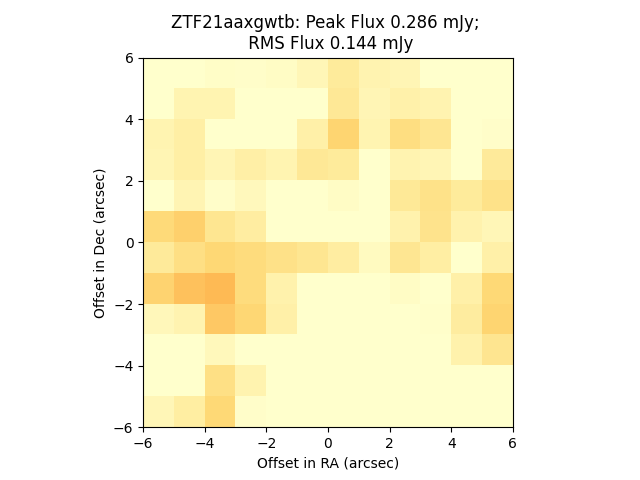 ZTF21aaxgwtb: Peak Flux 0.286 mJy;
RMS Flux 0.144 mJy
6
4
2
0
−2
−4
−6
Offset in Dec (arcsec)
−6 −4 −2 0 2 4 6
Offset in RA (arcsec)